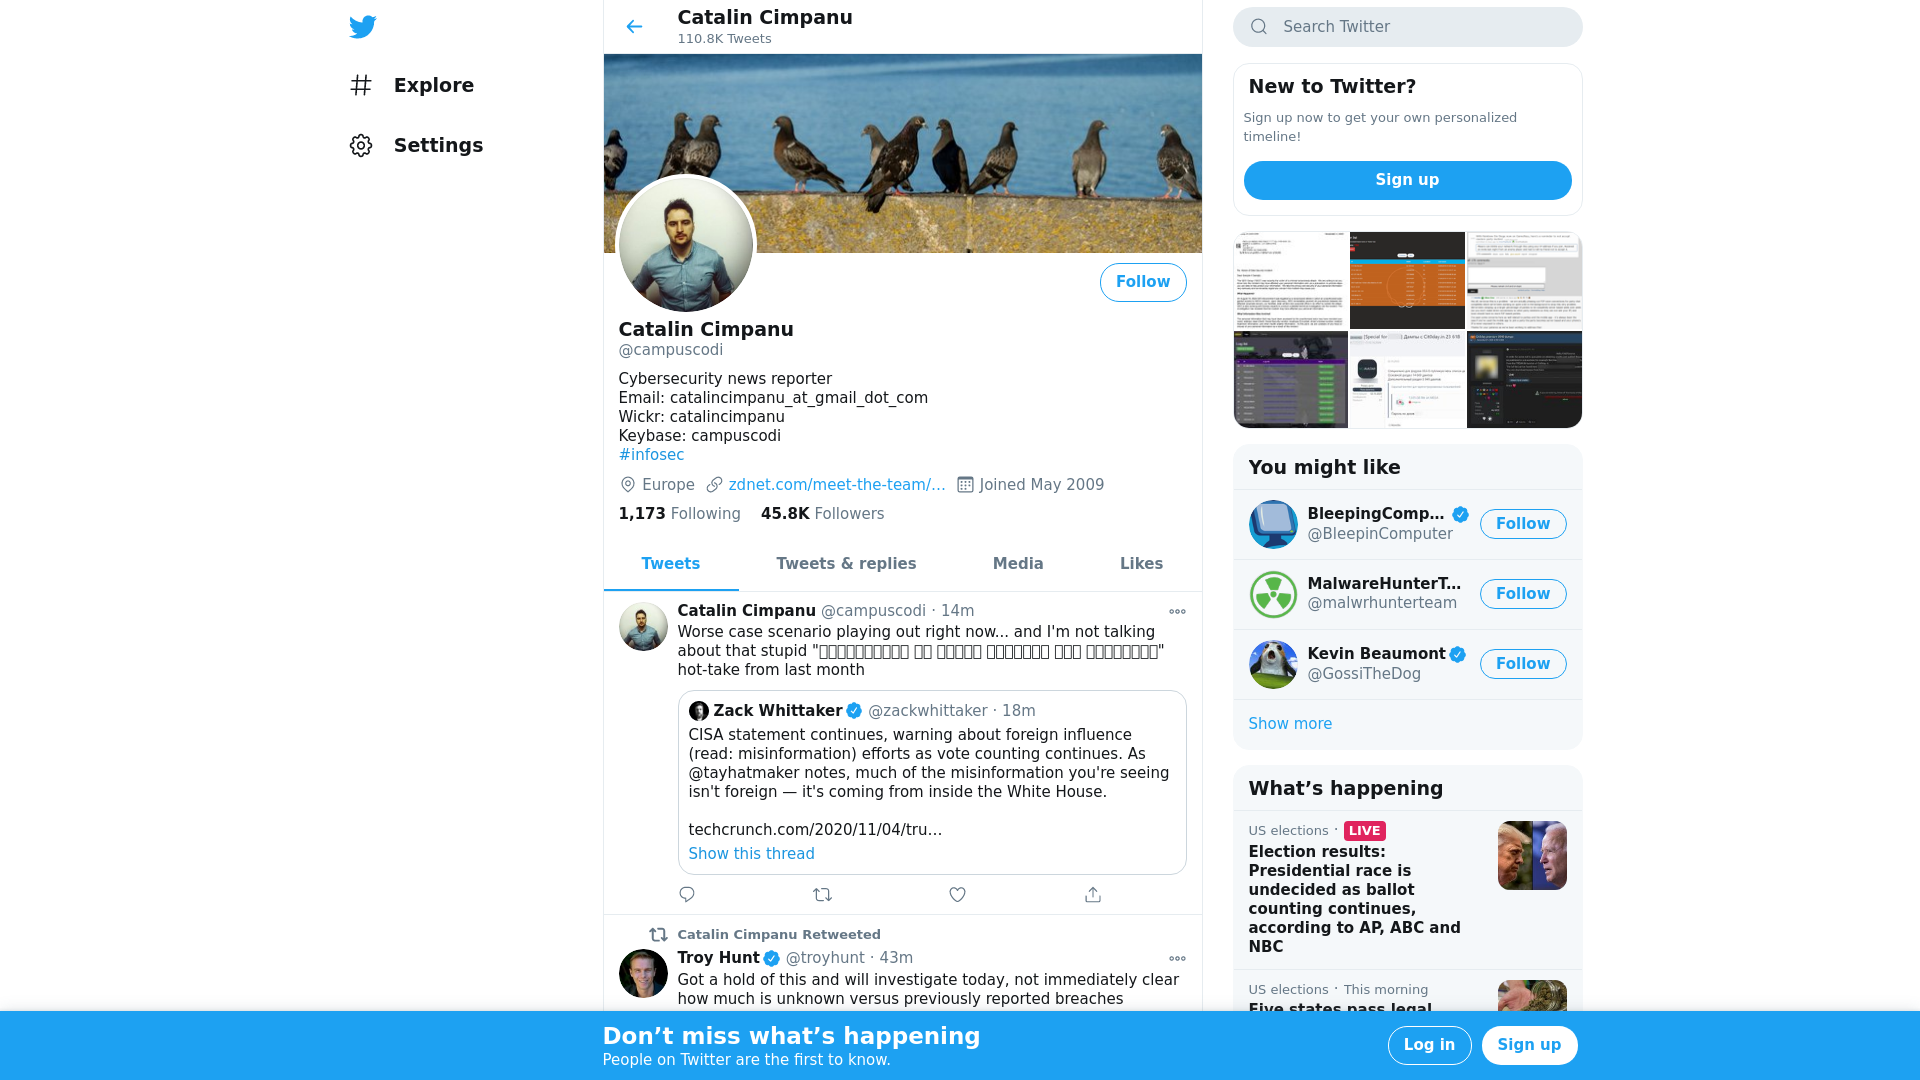 Explore
Settings
Catalin Cimpanu
110.8K Tweets
Follow
Catalin Cimpanu
@campuscodi
Cybersecurity news reporter
Email: catalincimpanu_at_gmail_dot_com
Wickr: catalincimpanu
Keybase: campuscodi
#infosec
Europe zdnet.com/meet-the-team/… Joined May 2009
1,173 Following 45.8K Followers
Tweets Tweets & replies Media Likes
Catalin Cimpanu @campuscodi · 14m
Worse case scenario playing out right now... and I'm not talking
about that stupid "
hot-take from last month
Zack Whittaker @zackwhittaker · 18m
CISA statement continues, warning about foreign influence
(read: misinformation) efforts as vote counting continues. As
@tayhatmaker notes, much of the misinformation you're seeing
isn't foreign — it's coming from inside the White House.
techcrunch.com/2020/11/04/tru…
Show this thread
Catalin Cimpanu Retweeted
Troy Hunt @troyhunt · 43m
Got a hold of this and will investigate today, not immediately clear
how much is unknown versus previously reported breaches
Search Twitter
New to Twitter?
Sign up now to get your own personalized
timeline!
Sign up
You might like
BleepingComp…
@BleepinComputer
Follow
MalwareHunterT…
@malwrhunterteam
Follow
Kevin Beaumont
@GossiTheDog
Follow
Show more
What's happening
US elections · LIVE
Election results:
Presidential race is
undecided as ballot
counting continues,
according to AP, ABC and
NBC
US elections · This morning
Five states pass legal
Don't miss what's happening
People on Twitter are the first to know.
Log in
Sign up